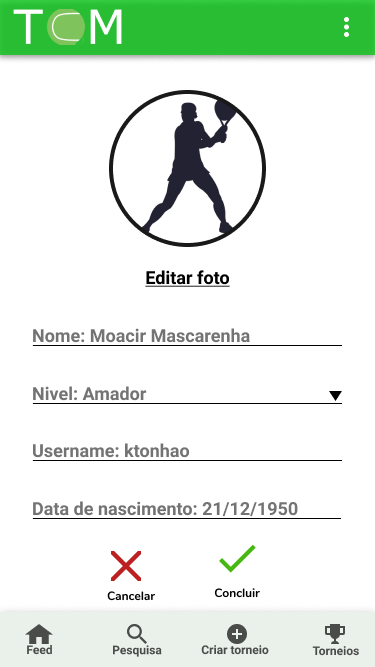 TCM
Editar foto
Nome: Moacir Mascarenha
Nivel: Amador
Username: ktonhao
Data de nascimento: 21/12/1950
Cancelar
Concluir
Feed
Pesquisa
Criar torneio
Torneios